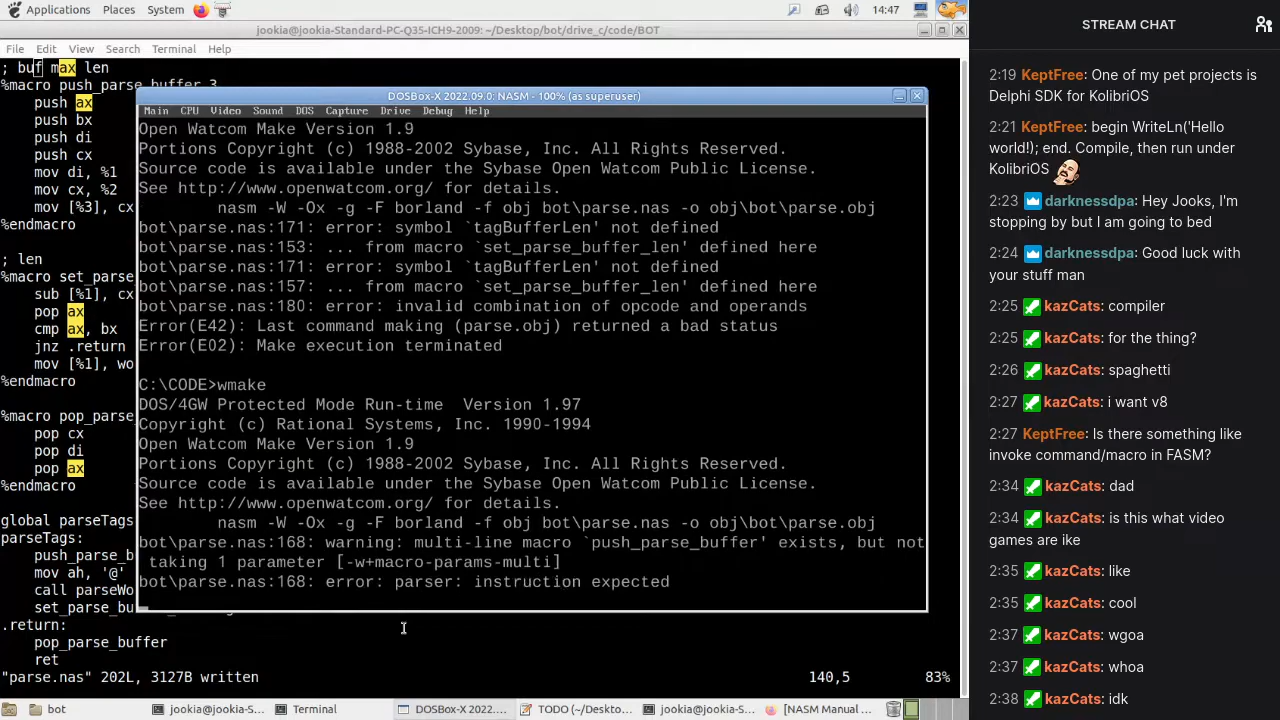 Applications Places System 14:47
jookia@jookia-Standard-PC-Q35-ICH9-2009: ~/Desktop/bot/drive_c/code/BOT
File Edit View Search Terminal Help
; buf max len
%macro push_parse_buffer 3
push ax
push bx
push di
push cx
mov di, %1
mov cx, %2
mov [%3], cx
%endmacro
; len
%macro set_parse
sub [%1], cx
pop ax
cmp ax, bx
jnz .return
mov [%1], wo
%endmacro
%macro pop_parse
pop cx
pop di
pop ax
%endmacro
global parseTags
parseTags:
push_parse_b
mov ah, '@'
call parseWo
set_parse_bu
.return:
pop_parse_buffer
ret
"parse.nas" 202L, 3127B written 140,5 83%
DOSBox-X 2022.09.0: NASM - 100% (as superuser)
Main CPU Video Sound DOS Capture Drive Debug Help
Open Watcom Make Version 1.9
Portions Copyright (c) 1988-2002 Sybase, Inc. All Rights Reserved.
Source code is available under the Sybase Open Watcom Public License.
See http://www.openwatcom.org/ for details.
nasm -W -Ox -g -F borland -f obj bot\parse.nas -o obj\bot\parse.obj
bot\parse.nas:171: error: symbol `tagBufferLen' not defined
bot\parse.nas:153: ... from macro `set_parse_buffer_len' defined here
bot\parse.nas:171: error: symbol `tagBufferLen' not defined
bot\parse.nas:157: ... from macro `set_parse_buffer_len' defined here
bot\parse.nas:180: error: invalid combination of opcode and operands
Error(E42): Last command making (parse.obj) returned a bad status
Error(E02): Make execution terminated
C:\CODE>wmake
DOS/4GW Protected Mode Run-time Version 1.97
Copyright (c) Rational Systems, Inc. 1990-1994
Open Watcom Make Version 1.9
Portions Copyright (c) 1988-2002 Sybase, Inc. All Rights Reserved.
Source code is available under the Sybase Open Watcom Public License.
See http://www.openwatcom.org/ for details.
nasm -W -Ox -g -F borland -f obj bot\parse.nas -o obj\bot\parse.obj
bot\parse.nas:168: warning: multi-line macro `push_parse_buffer' exists, but not
taking 1 parameter [-w+macro-params-multi]
bot\parse.nas:168: error: parser: instruction expected
bot jookia@jookia-S... Terminal DOSBox-X 2022.... TODO (~/Deskto... jookia@jookia-S... [NASM Manual ...
STREAM CHAT
2:19 KeptFree: One of my pet projects is
Delphi SDK for KolibriOS
2:21 KeptFree: begin WriteLn('Hello
world!); end. Compile, then run under
KolibriOS
2:23 darknessdpa: Hey Jooks, I'm
stopping by but I am going to bed
2:24 darknessdpa: Good luck with
your stuff man
2:25 kazCats: compiler
2:25 kazCats: for the thing?
2:26 kazCats: spaghetti
2:27 kazCats: i want v8
2:27 KeptFree: Is there something like
invoke command/macro in FASM?
2:34 kazCats: dad
2:34 kazCats: is this what video
games are ike
2:35 kazCats: like
2:35 kazCats: cool
2:37 kazCats: wgoa
2:37 kazCats: whoa
2:38 kazCats: idk